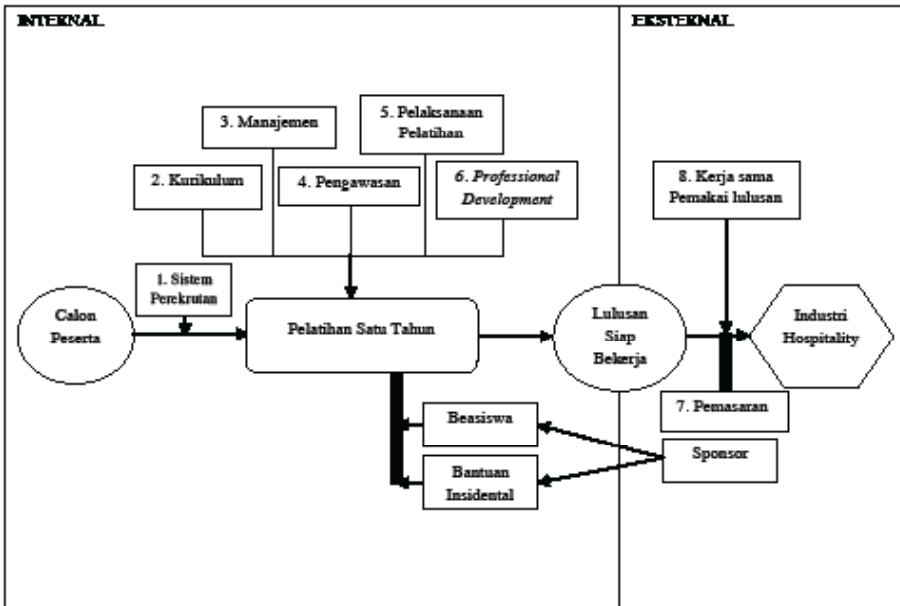 INTERNAL
EKSTERNAL
5. Pelaksanaan
Pelatihan
3. Manajemen
2. Kurikulum
4. Pengawasan
6. Professional
Development
8. Kerja sama
Pemakai lulusan
1. Sistem
Perekrutan
Calon
Peserta
Pelatihan Satu Tahun
Lulusan
Siap
Bekerja
Industri
Hospitality
7. Pemasaran
Beasiswa
Sponsor
Bantuan
Insidental